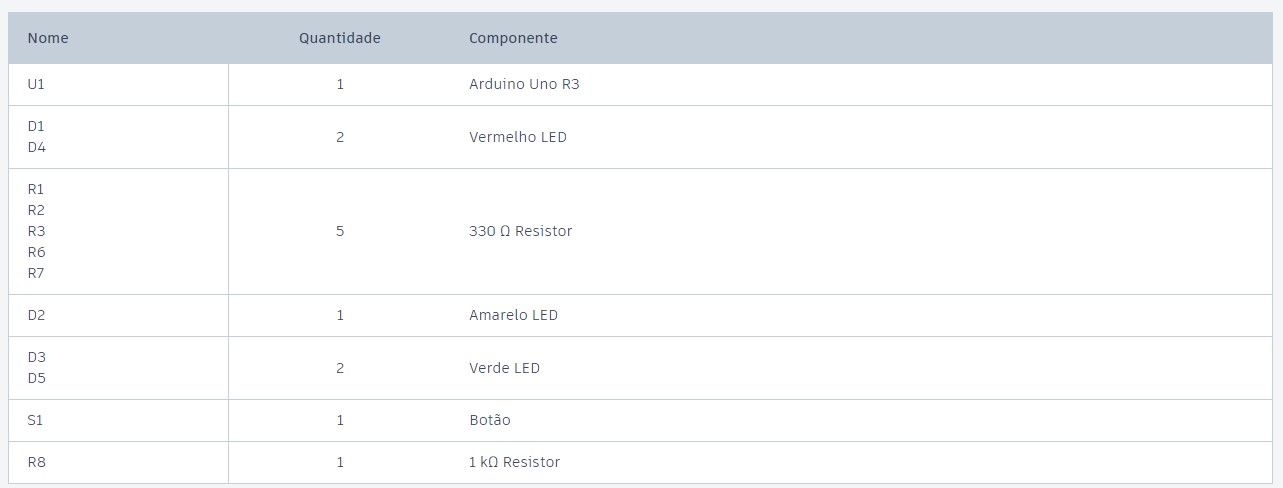 Nome Quantidade Componente
U1 1 Arduino Uno R3
D1
D4
2 Vermelho LED
R1
R2
R3
R6
R7
5 330 Ω Resistor
D2 1 Amarelo LED
D3
D5
2 Verde LED
S1 1 Botão
R8 1 1 kΩ Resistor